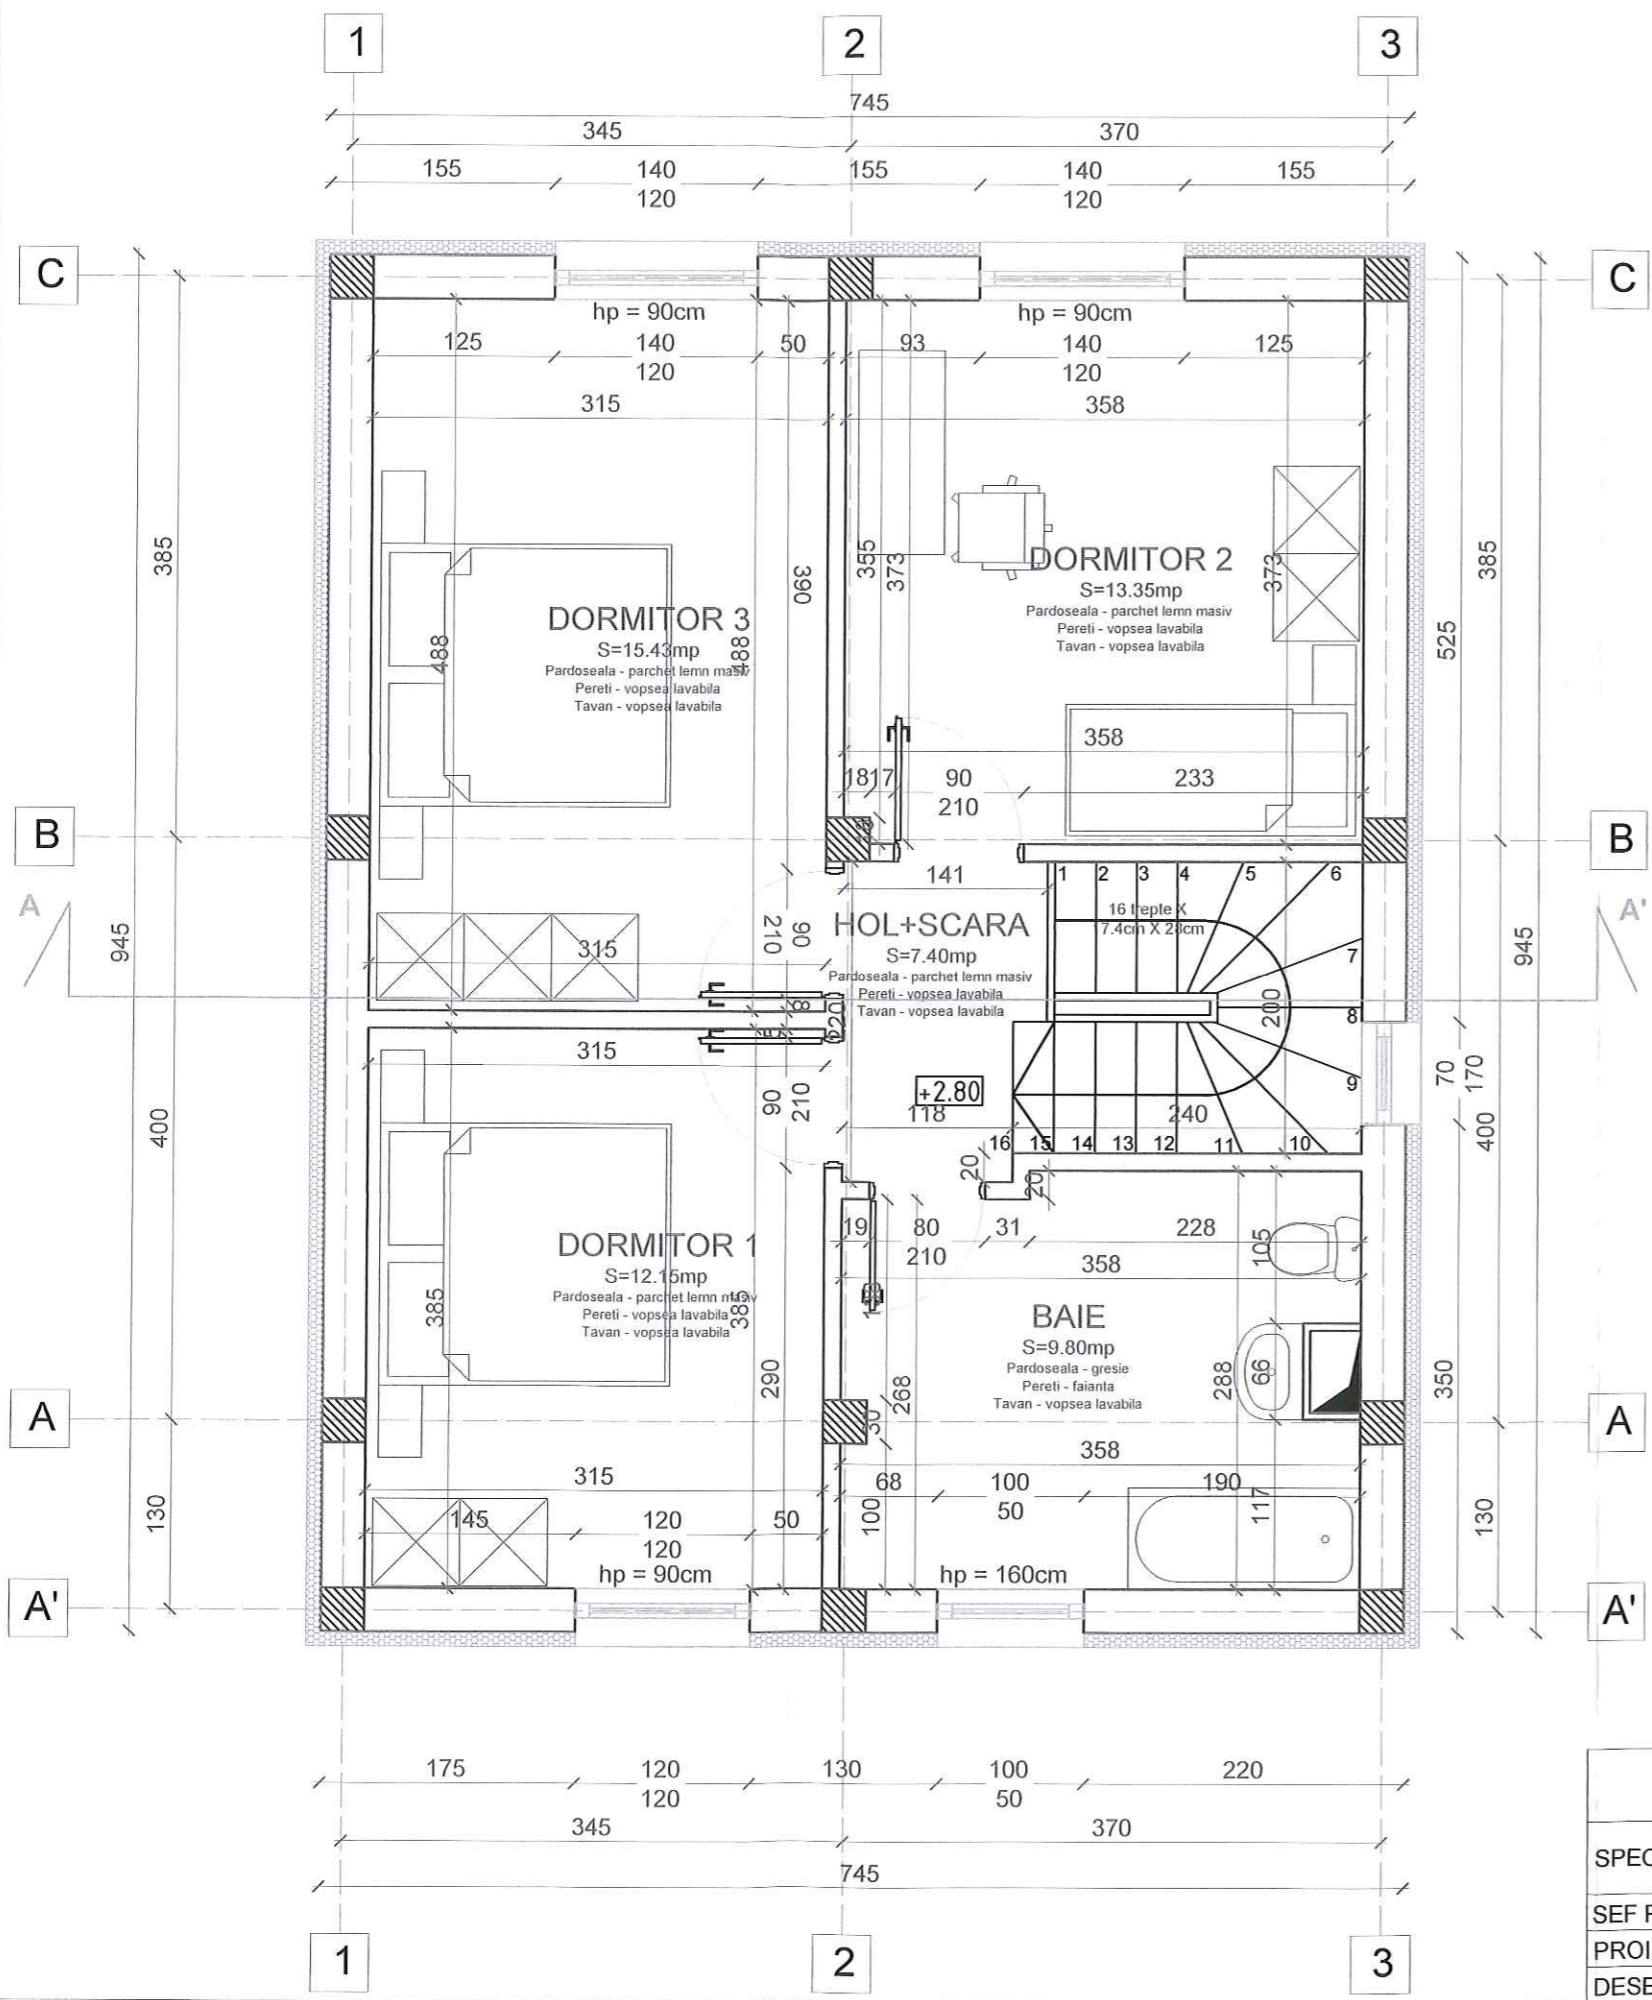 1 2 3
745
345 370
155 140 155 140 155
120 120
C C
hp = 90cm hp = 90cm
125 140 50 93 140 125
120 120
315 358
385 390 355 373 373 385
DORMITOR 3
S=15.43mp
Pardoseala - parchet lemn masiv
Pereti - vopsea lavabila
Tavan - vopsea lavabila
488 488
DORMITOR 2
S=13.35mp
Pardoseala - parchet lemn masiv
Pereti - vopsea lavabila
Tavan - vopsea lavabila
525
358
18 17 90 233
210
B B
141
1 2 3 4 5 6
16 trepte X
17.4cm X 28cm
A A'
945 945
90
210
HOL+SCARA
S=7.40mp
Pardoseala - parchet lemn masiv
Pereti - vopsea lavabila
Tavan - vopsea lavabila
315
7
8
9
8 220 200
5
315
70
170
+2.80
90
210
118 240
400 400
16 15 14 13 12 11 10
20 20
19 80 31 228
210
105
358
DORMITOR 1
S=12.15mp
Pardoseala - parchet lemn masiv
Pereti - vopsea lavabila
Tavan - vopsea lavabila
385 385
BAIE
S=9.80mp
Pardoseala - gresie
Pereti - faianta
Tavan - vopsea lavabila
290 268 288 66 350
A A
30
358
315
68 100 190
50
100 117
145 120 50
120
130 130
hp = 90cm hp = 160cm
A' A'
175 120 130 100 220
120 50
345 370
745
1 2 3
SPEC
SEF
PROI
DESE